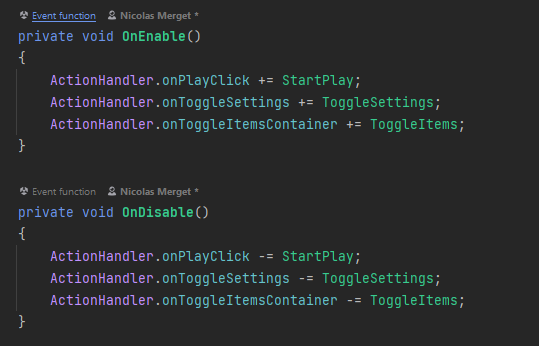 Event function Nicolas Merget *
private void OnEnable()
{
ActionHandler.onPlayClick += StartPlay;
ActionHandler.onToggleSettings += ToggleSettings;
ActionHandler.onToggleItemsContainer += ToggleItems;
}
Event function Nicolas Merget *
private void OnDisable()
{
ActionHandler.onPlayClick -= StartPlay;
ActionHandler.onToggleSettings -= ToggleSettings;
ActionHandler.onToggleItemsContainer -= ToggleItems;
}